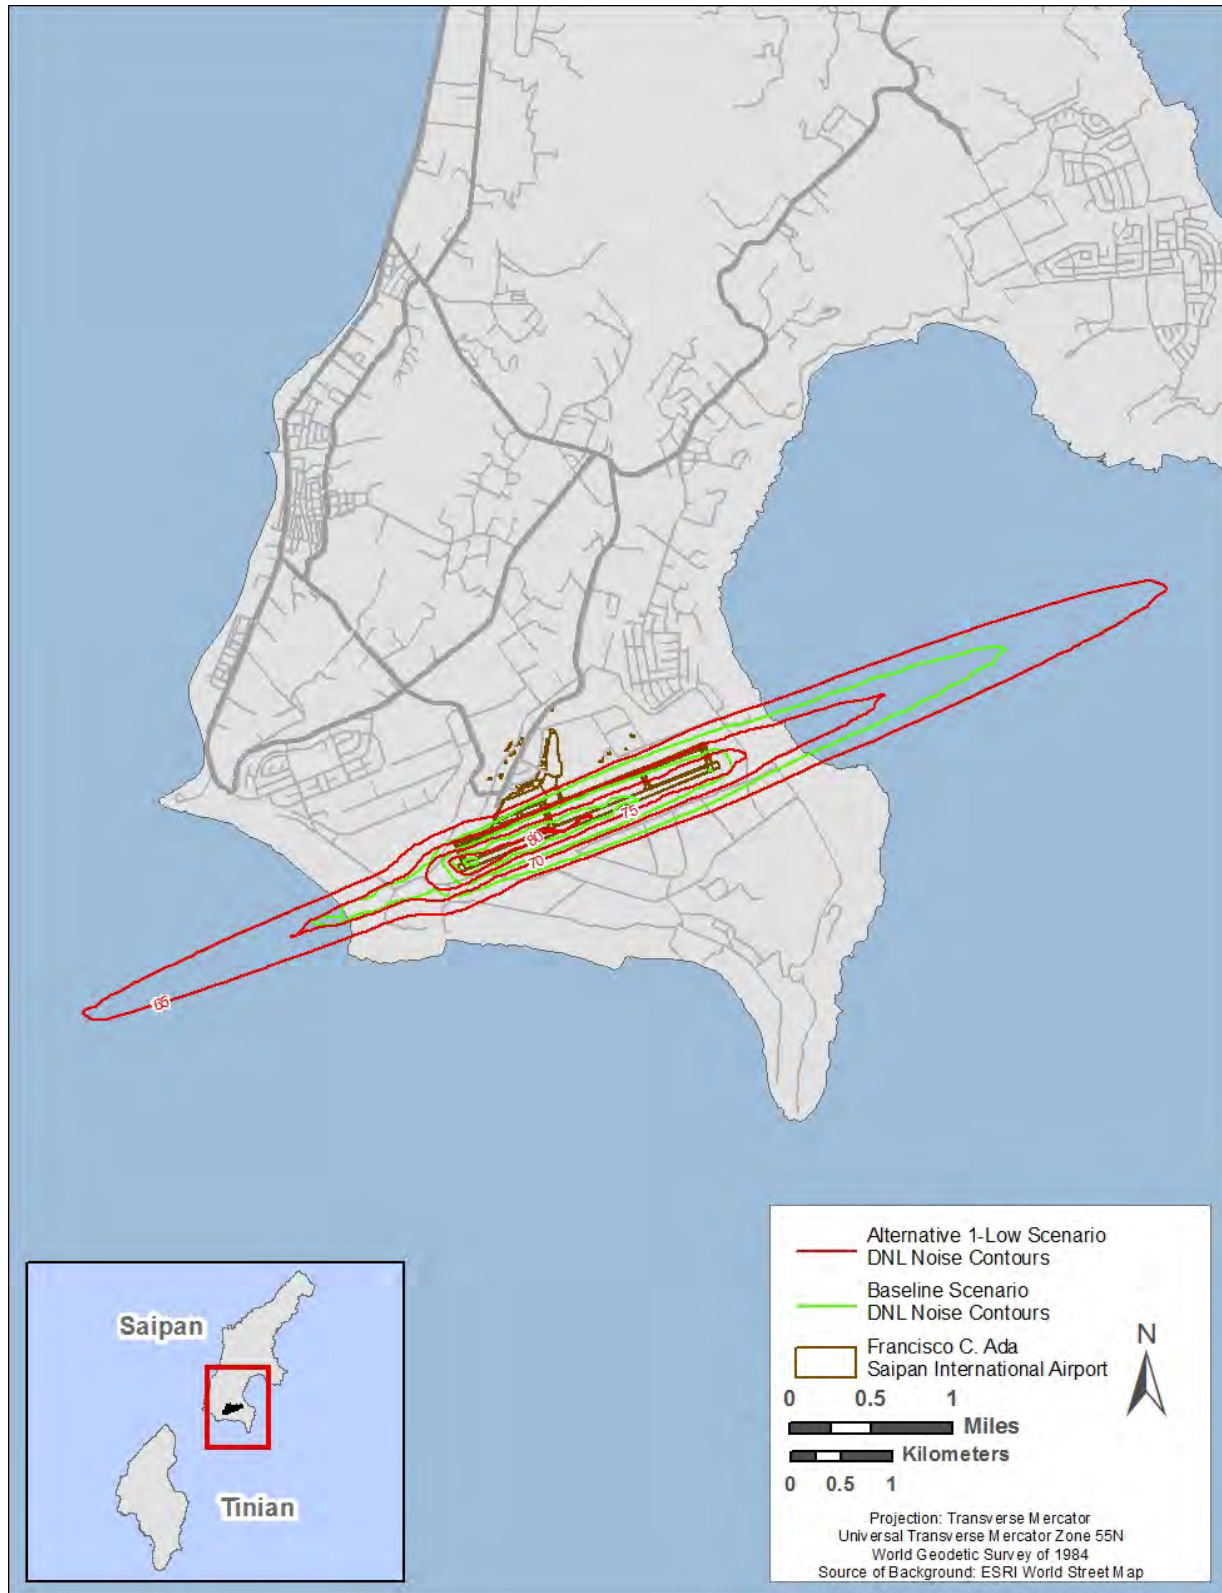 75
80
70
65
Alternative 1-Low Scenario
DNL Noise Contours
Baseline Scenario
DNL Noise Contours
Francisco C. Ada
Saipan International Airport
N
0 0.5 1
Miles
Kilometers
0 0.5 1
Projection: Transverse Mercator
Universal Transverse Mercator Zone 55N
World Geodetic Survey of 1984
Source of Background: ESRI World Street Map
Saipan
Tinian